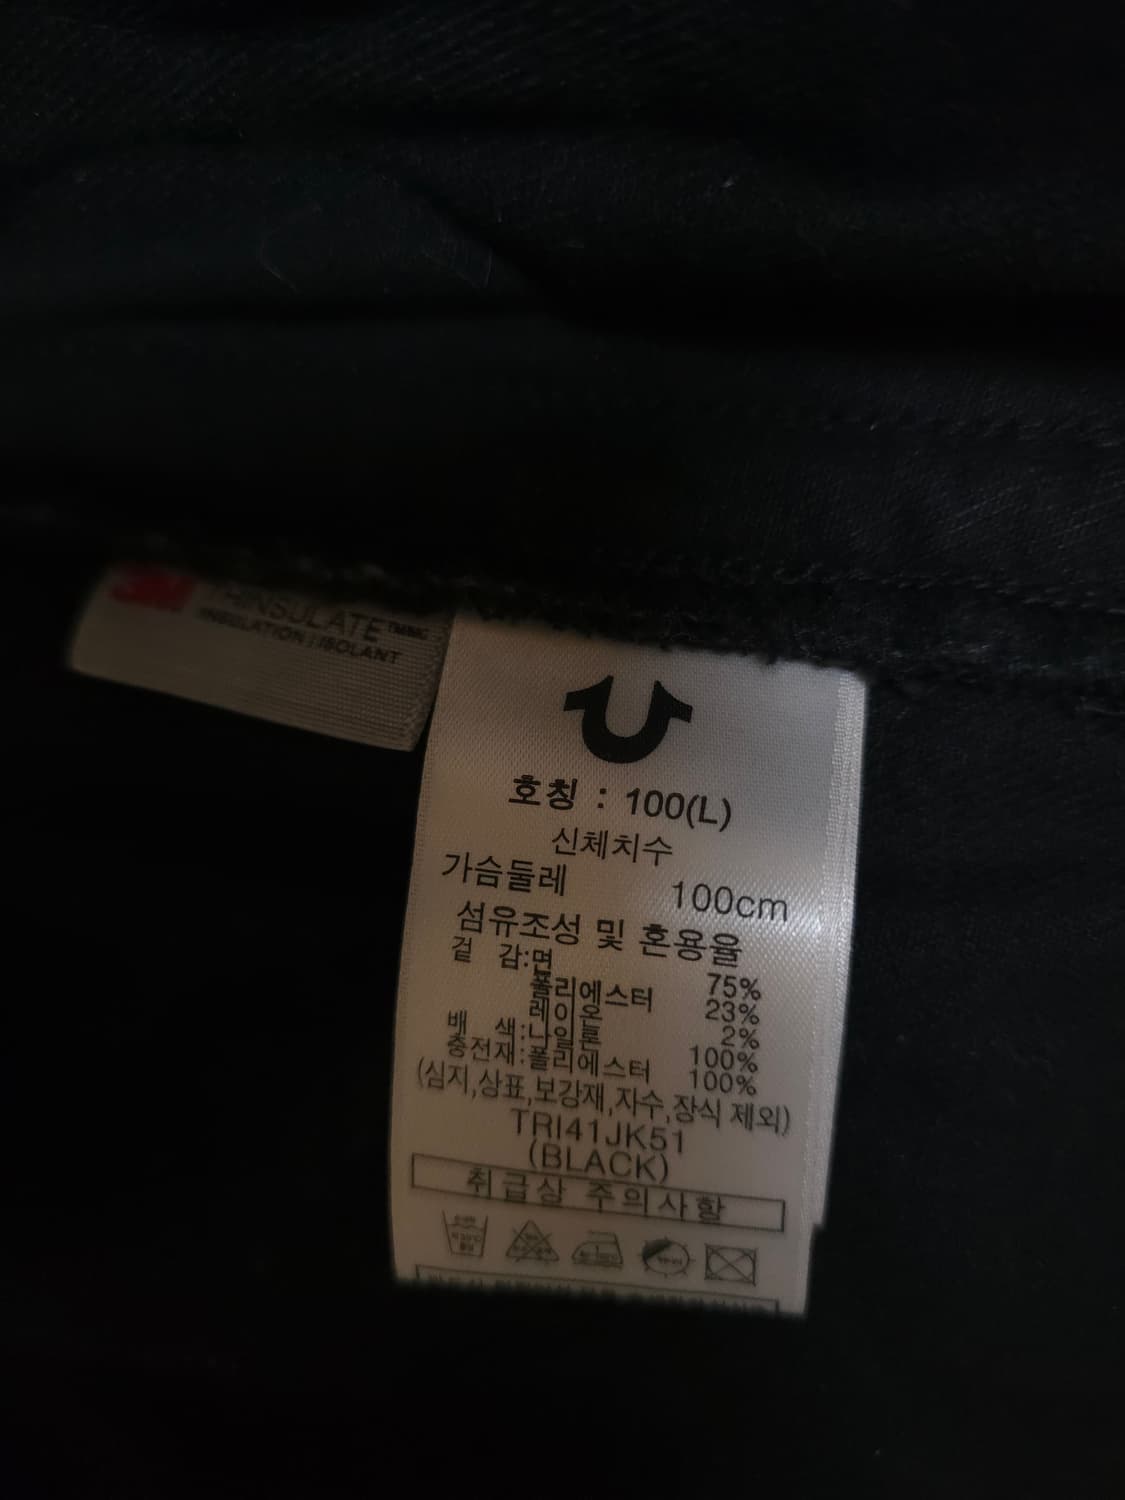 3M THINSULATE™
INSULATION | ISOLANT
호칭 : 100(L)
신체치수
가슴둘레 100cm
섬유조성 및 혼용율
겉 감:면 75%
폴리에스터 23%
레이온 2%
배 색:나일론 100%
충전재:폴리에스터 100%
(심지,상표,보강재,자수,장식 제외)
TRI41JK51
(BLACK)
취급상 주의사항